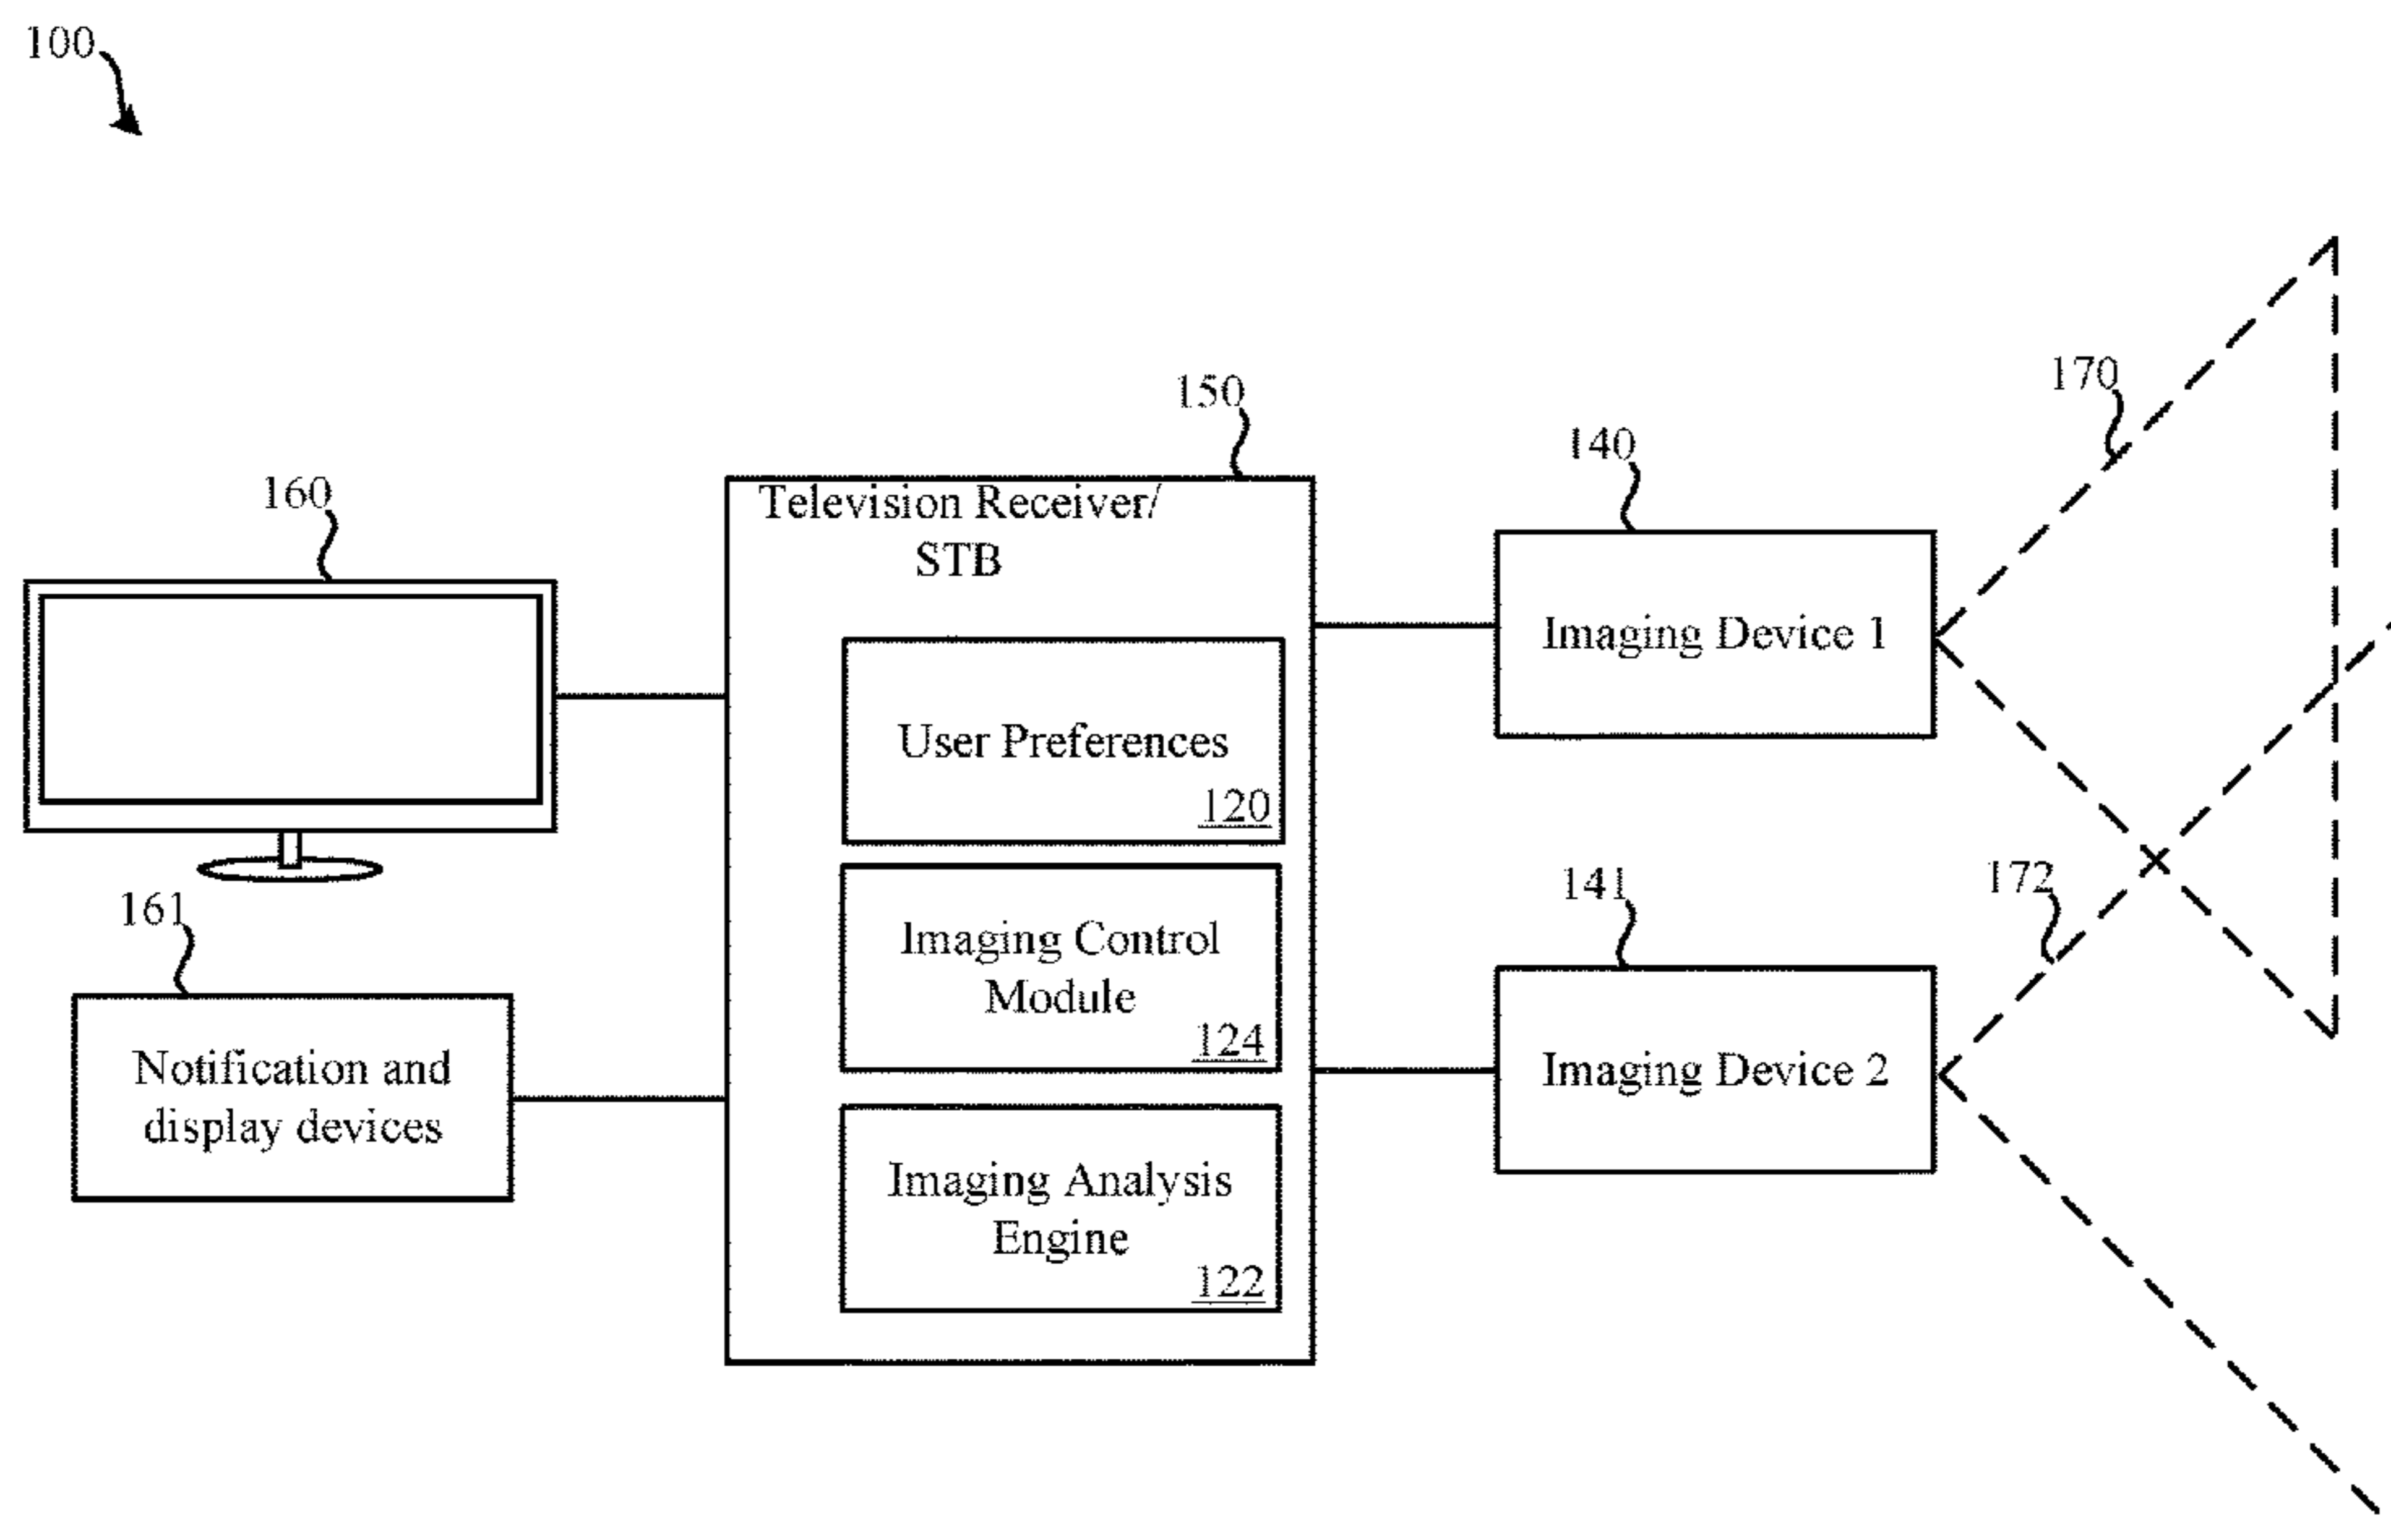 100
150
170
140
160
Television Receiver/
STB
Imaging Device 1
User Preferences
120
172
141
161
Imaging Control
Module
124
Notification and
display devices
Imaging Device 2
Imaging Analysis
Engine
122